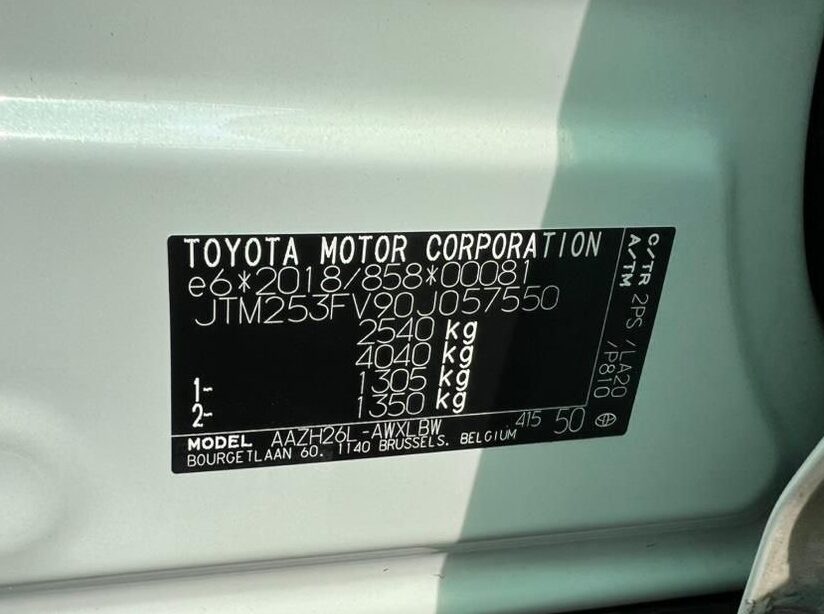 TOYOTA MOTOR CORPORATION
e6*2018/858*00081
JTM253FV90J057550
2540 kg
4040 kg
1- 1305 kg
2- 1350 kg
MODEL AAZH26L-AWXLBW 415 50
BOURGETLAAN 60. 1140 BRUSSELS. BELGIUM
C/TR 2PS /LA20
A/TM /P810